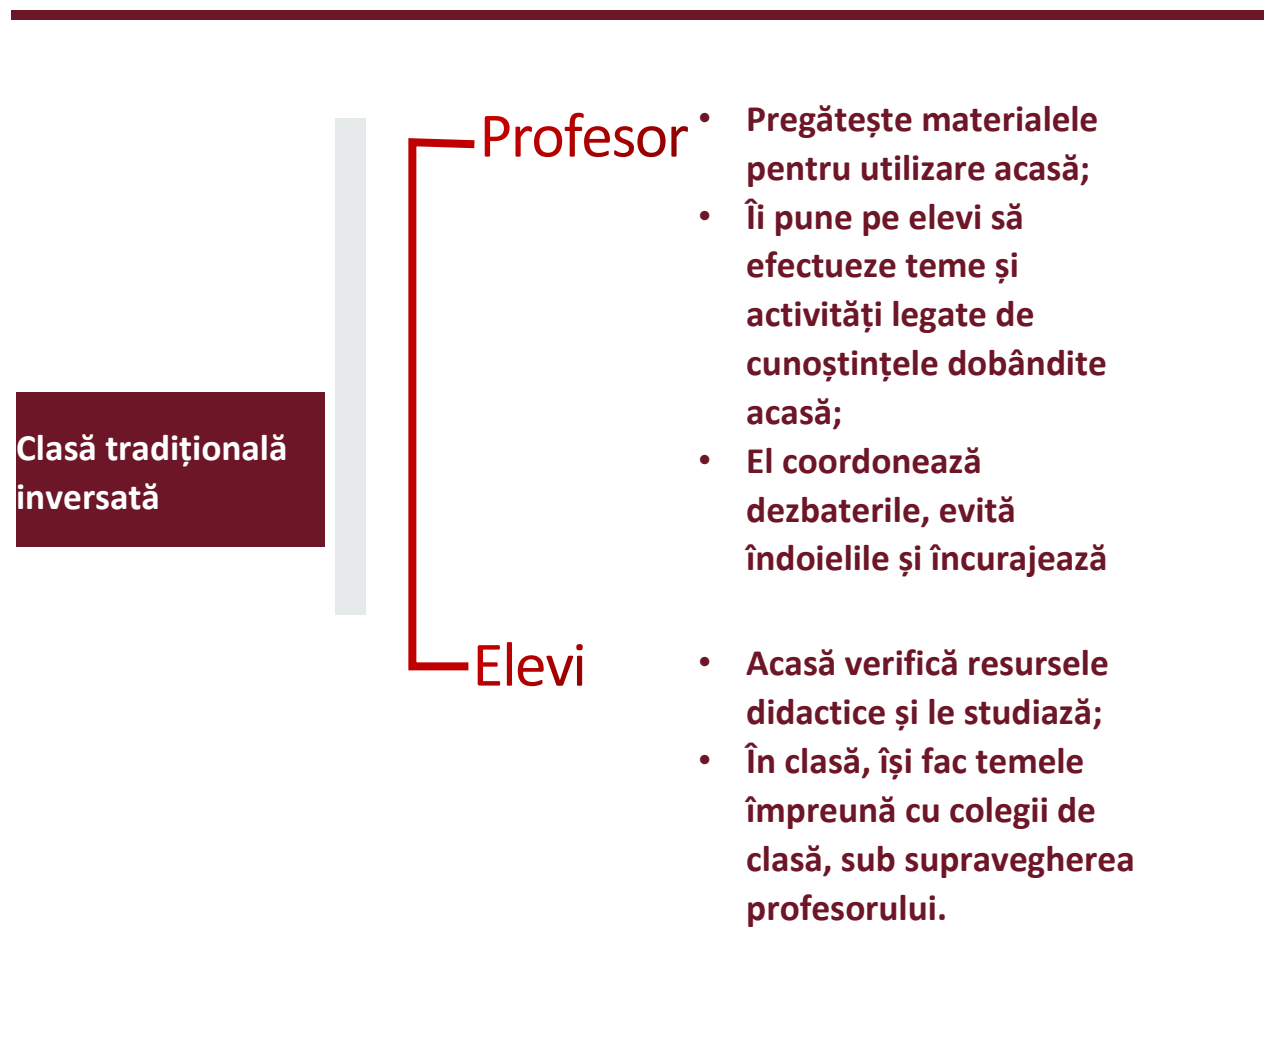 Clasă tradițională
inversată
Profesor
• Pregătește materialele
pentru utilizare acasă;
• Îi pune pe elevi să
efectueze teme și
activități legate de
cunoștințele dobândite
acasă;
• El coordonează
dezbaterile, evită
îndoielile și încurajează
Elevi
• Acasă verifică resursele
didactice și le studiază;
• În clasă, își fac temele
împreună cu colegii de
clasă, sub supravegherea
profesorului.